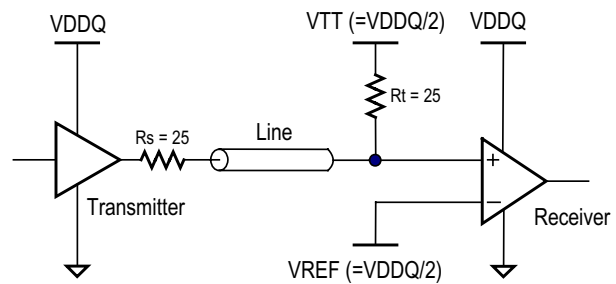 VDDQ
VTT (=VDDQ/2)
VDDQ
Rt = 25
Rs = 25
Line
+
−
Transmitter
Receiver
VREF (=VDDQ/2)